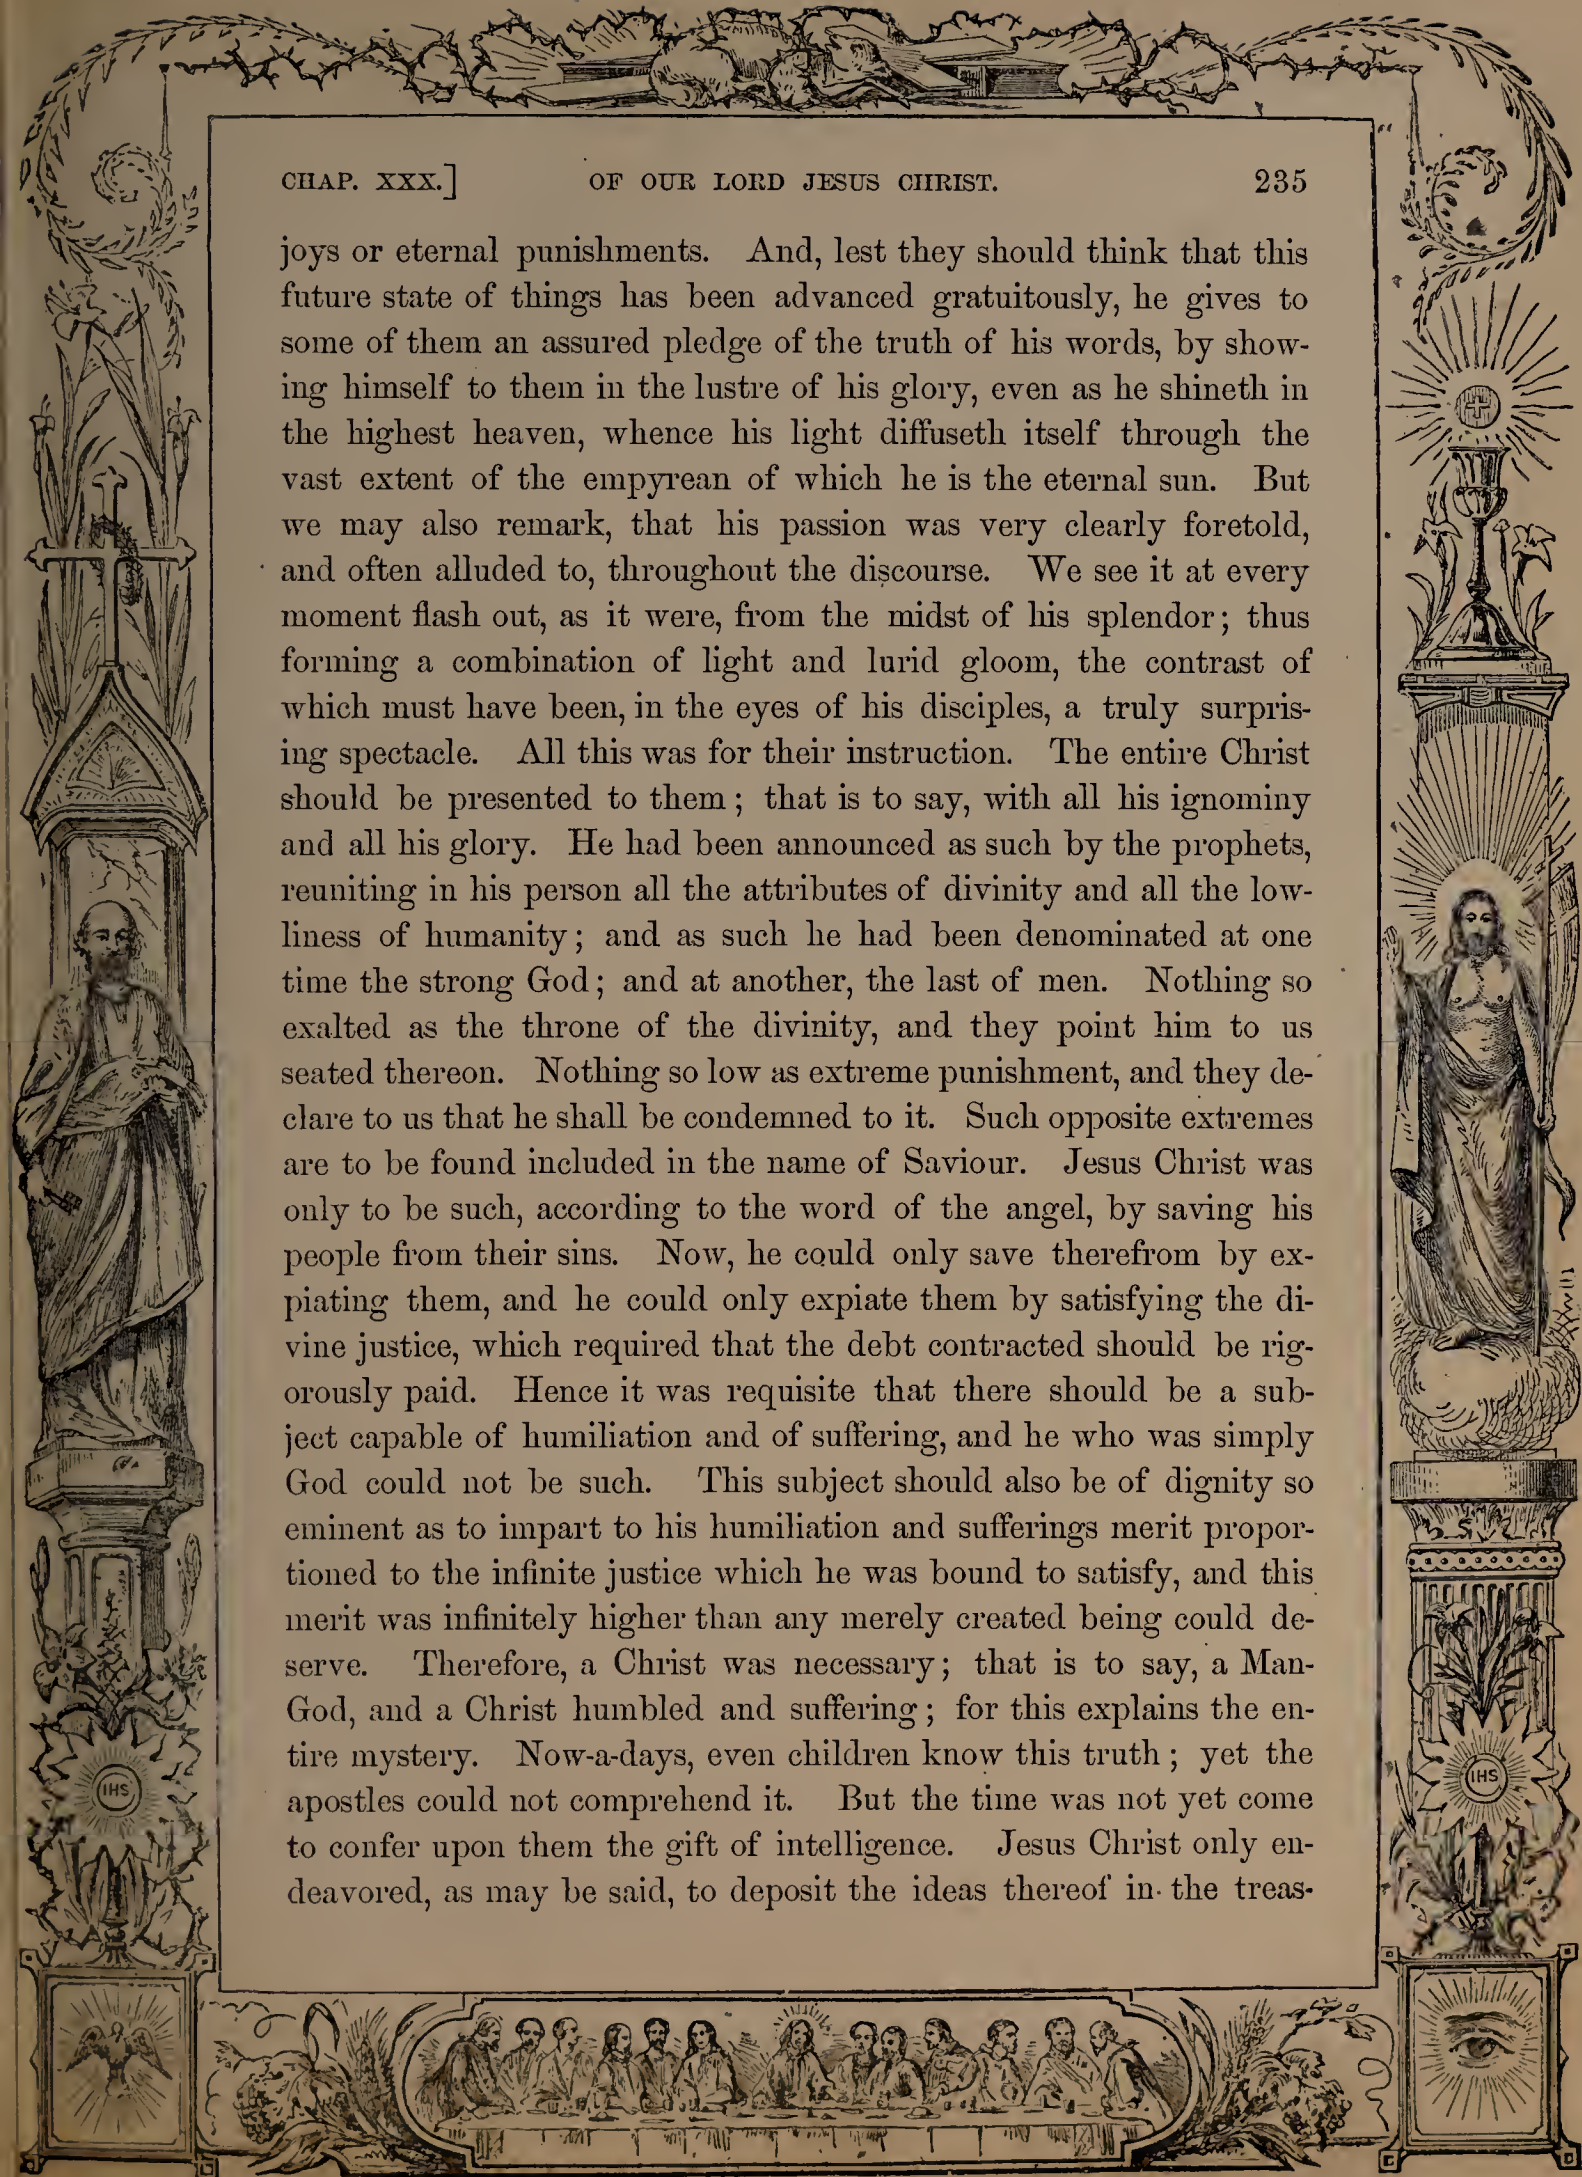 CHAP. XXX.] OF OUR LORD JESUS CHRIST. 235
joys or eternal punishments. And, lest they should think that this
future state of things has been advanced gratuitously, he gives to
some of them an assured pledge of the truth of his words, by show-
ing himself to them in the lustre of his glory, even as he shineth in
the highest heaven, whence his light diffuseth itself through the
vast extent of the empyrean of which he is the eternal sun. But
we may also remark, that his passion was very clearly foretold,
and often alluded to, throughout the discourse. We see it at every
moment flash out, as it were, from the midst of his splendor; thus
forming a combination of light and lurid gloom, the contrast of
which must have been, in the eyes of his disciples, a truly surpris-
ing spectacle. All this was for their instruction. The entire Christ
should be presented to them; that is to say, with all his ignominy
and all his glory. He had been announced as such by the prophets,
reuniting in his person all the attributes of divinity and all the low-
liness of humanity; and as such he had been denominated at one
time the strong God; and at another, the last of men. Nothing so
exalted as the throne of the divinity, and they point him to us
seated thereon. Nothing so low as extreme punishment, and they de-
clare to us that he shall be condemned to it. Such opposite extremes
are to be found included in the name of Saviour. Jesus Christ was
only to be such, according to the word of the angel, by saving his
people from their sins. Now, he could only save therefrom by ex-
piating them, and he could only expiate them by satisfying the di-
vine justice, which required that the debt contracted should be rig-
orously paid. Hence it was requisite that there should be a sub-
ject capable of humiliation and of suffering, and he who was simply
God could not be such. This subject should also be of dignity so
eminent as to impart to his humiliation and sufferings merit propor-
tioned to the infinite justice which he was bound to satisfy, and this
merit was infinitely higher than any merely created being could de-
serve. Therefore, a Christ was necessary; that is to say, a Man-
God, and a Christ humbled and suffering; for this explains the en-
tire mystery. Now-a-days, even children know this truth; yet the
apostles could not comprehend it. But the time was not yet come
to confer upon them the gift of intelligence. Jesus Christ only en-
deavored, as may be said, to deposit the ideas thereof in the treas-
IHS
IHS